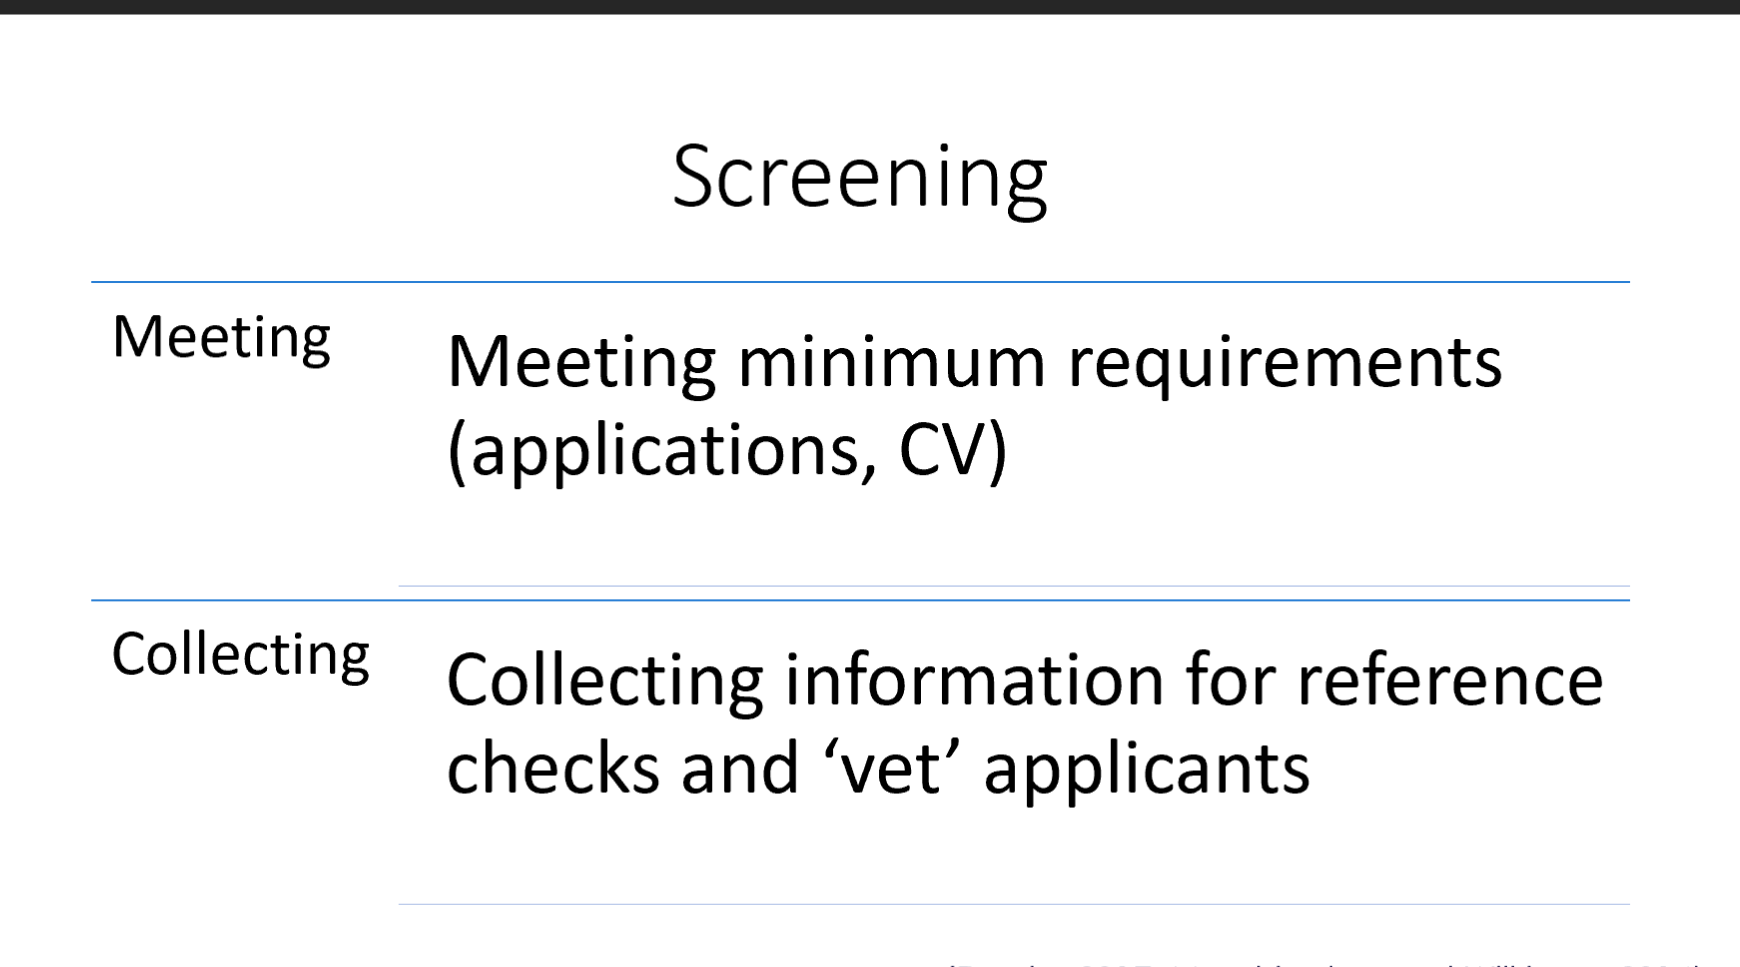 Screening
Meeting
Meeting minimum requirements
(applications, CV)
Collecting
Collecting information for reference
checks and ‘vet’ applicants